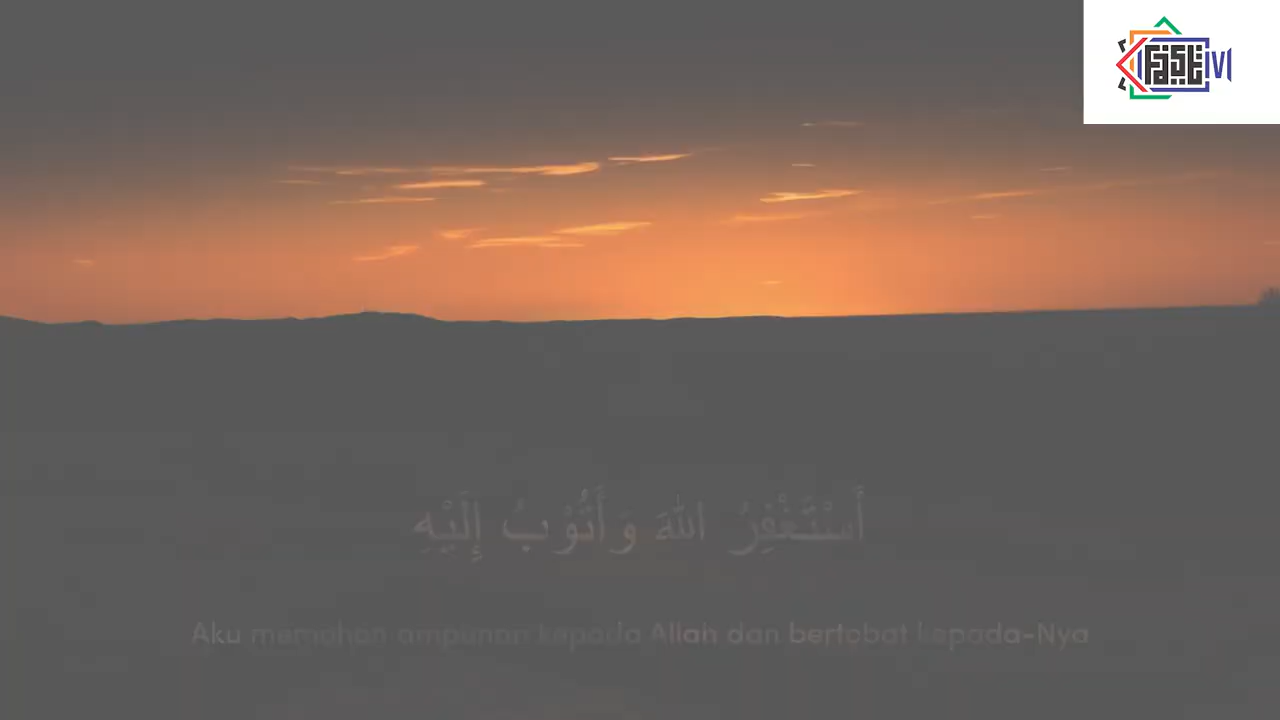 أَسْتَغْفِرُ اللهَ وَأَتُوْبُ إِلَيْهِ
Aku memohon ampunan kepada Allah dan bertobat kepada-Nya